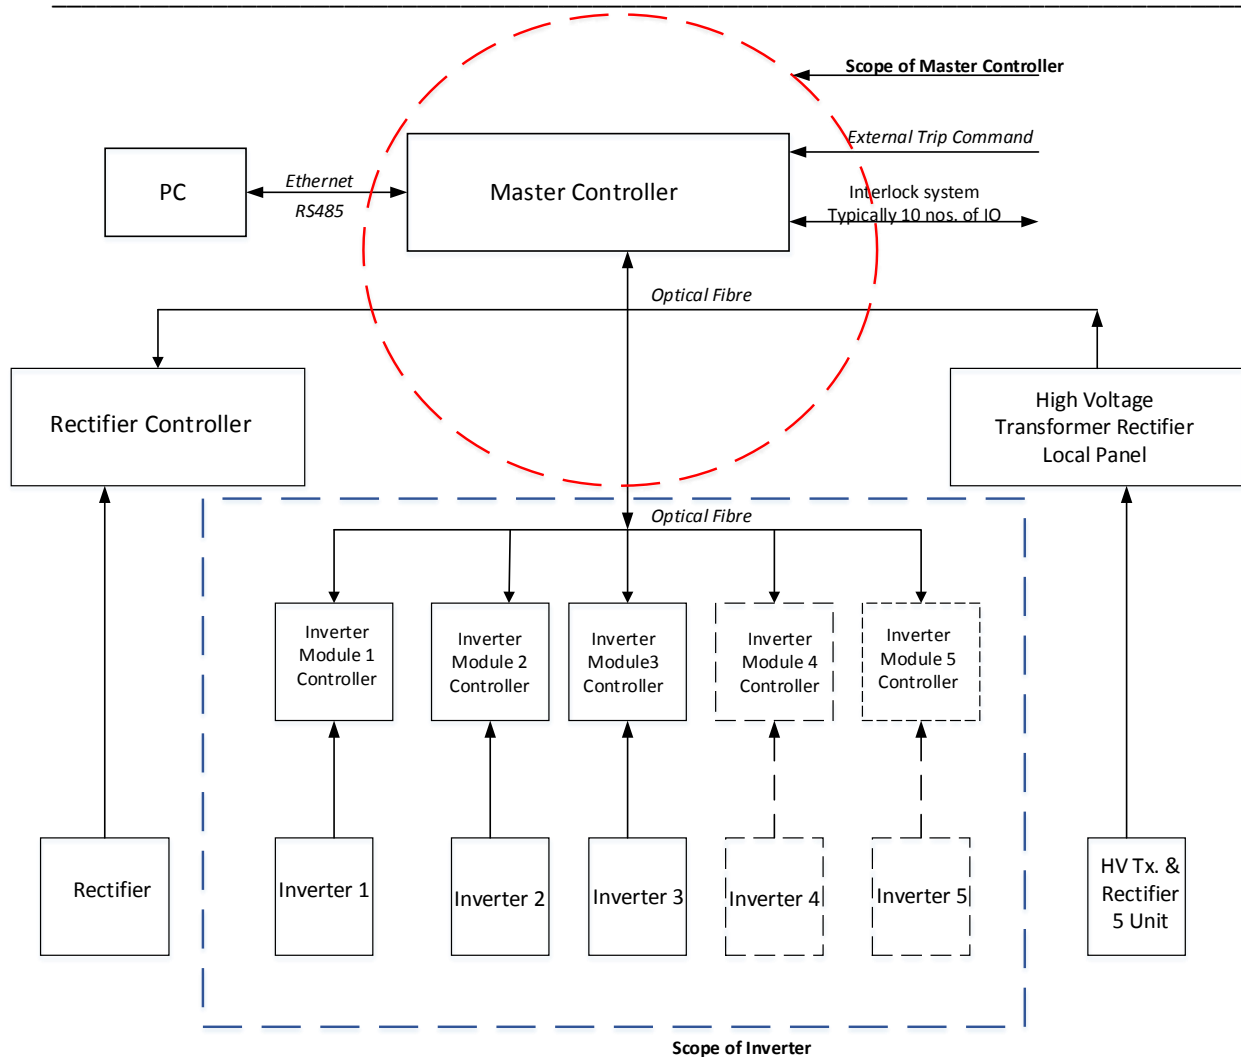 Scope of Master Controller
External Trip Command
PC
Ethernet
RS485
Master Controller
Interlock system
Typically 10 nos. of IO
Optical Fibre
Rectifier Controller
High Voltage
Transformer Rectifier
Local Panel
Optical Fibre
Inverter
Module 1
Controller
Inverter
Module 2
Controller
Inverter
Module3
Controller
Inverter
Module 4
Controller
Inverter
Module 5
Controller
Rectifier
Inverter 1
Inverter 2
Inverter 3
Inverter 4
Inverter 5
HV Tx. &
Rectifier
5 Unit
Scope of Inverter